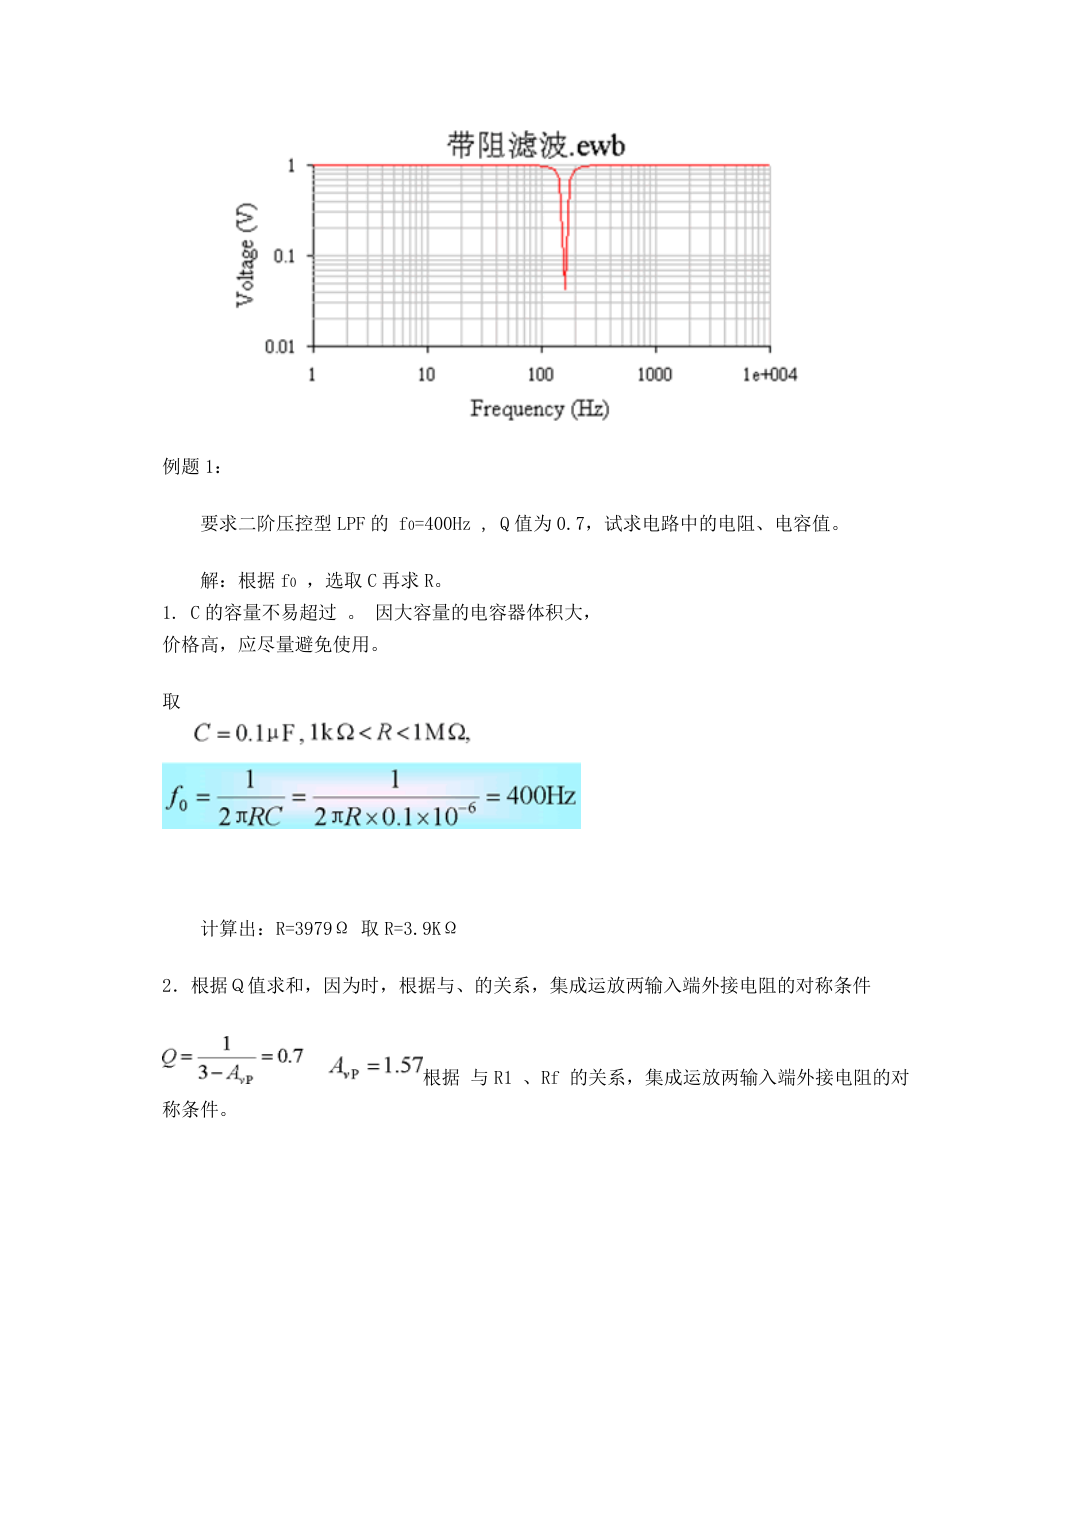 带阻滤波.ewb
1
0.1
0.01
Voltage (V)
1 10 100 1000 1e+004
Frequency (Hz)
例题 1：
要求二阶压控型 LPF 的 f0=400Hz , Q 值为 0.7，试求电路中的电阻、电容值。
解：根据 f0 ，选取 C 再求 R。
1. C 的容量不易超过 。 因大容量的电容器体积大，
价格高，应尽量避免使用。
取
C = 0.1μF , 1kΩ < R < 1MΩ,
f₀ = 1/(2πRC) = 1/(2πR×0.1×10⁻⁶) = 400Hz
计算出：R=3979Ω 取 R=3.9KΩ
2．根据Ｑ值求和，因为时，根据与、的关系，集成运放两输入端外接电阻的对称条件
Q = 1/(3−AvP) = 0.7 AvP = 1.57 根据 与 R1 、Rf 的关系，集成运放两输入端外接电阻的对
称条件。